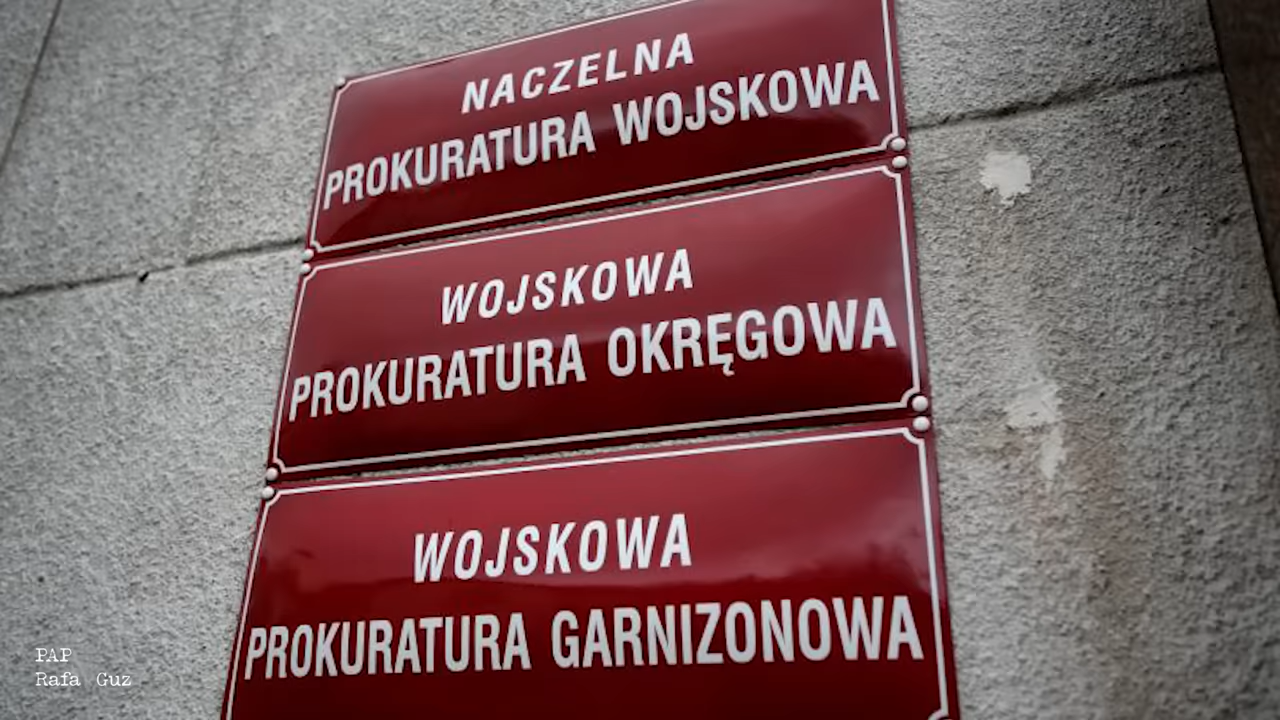 NACZELNA
PROKURATURA WOJSKOWA
WOJSKOWA
PROKURATURA OKRĘGOWA
WOJSKOWA
PROKURATURA GARNIZONOWA
PAP
Rafa Guz